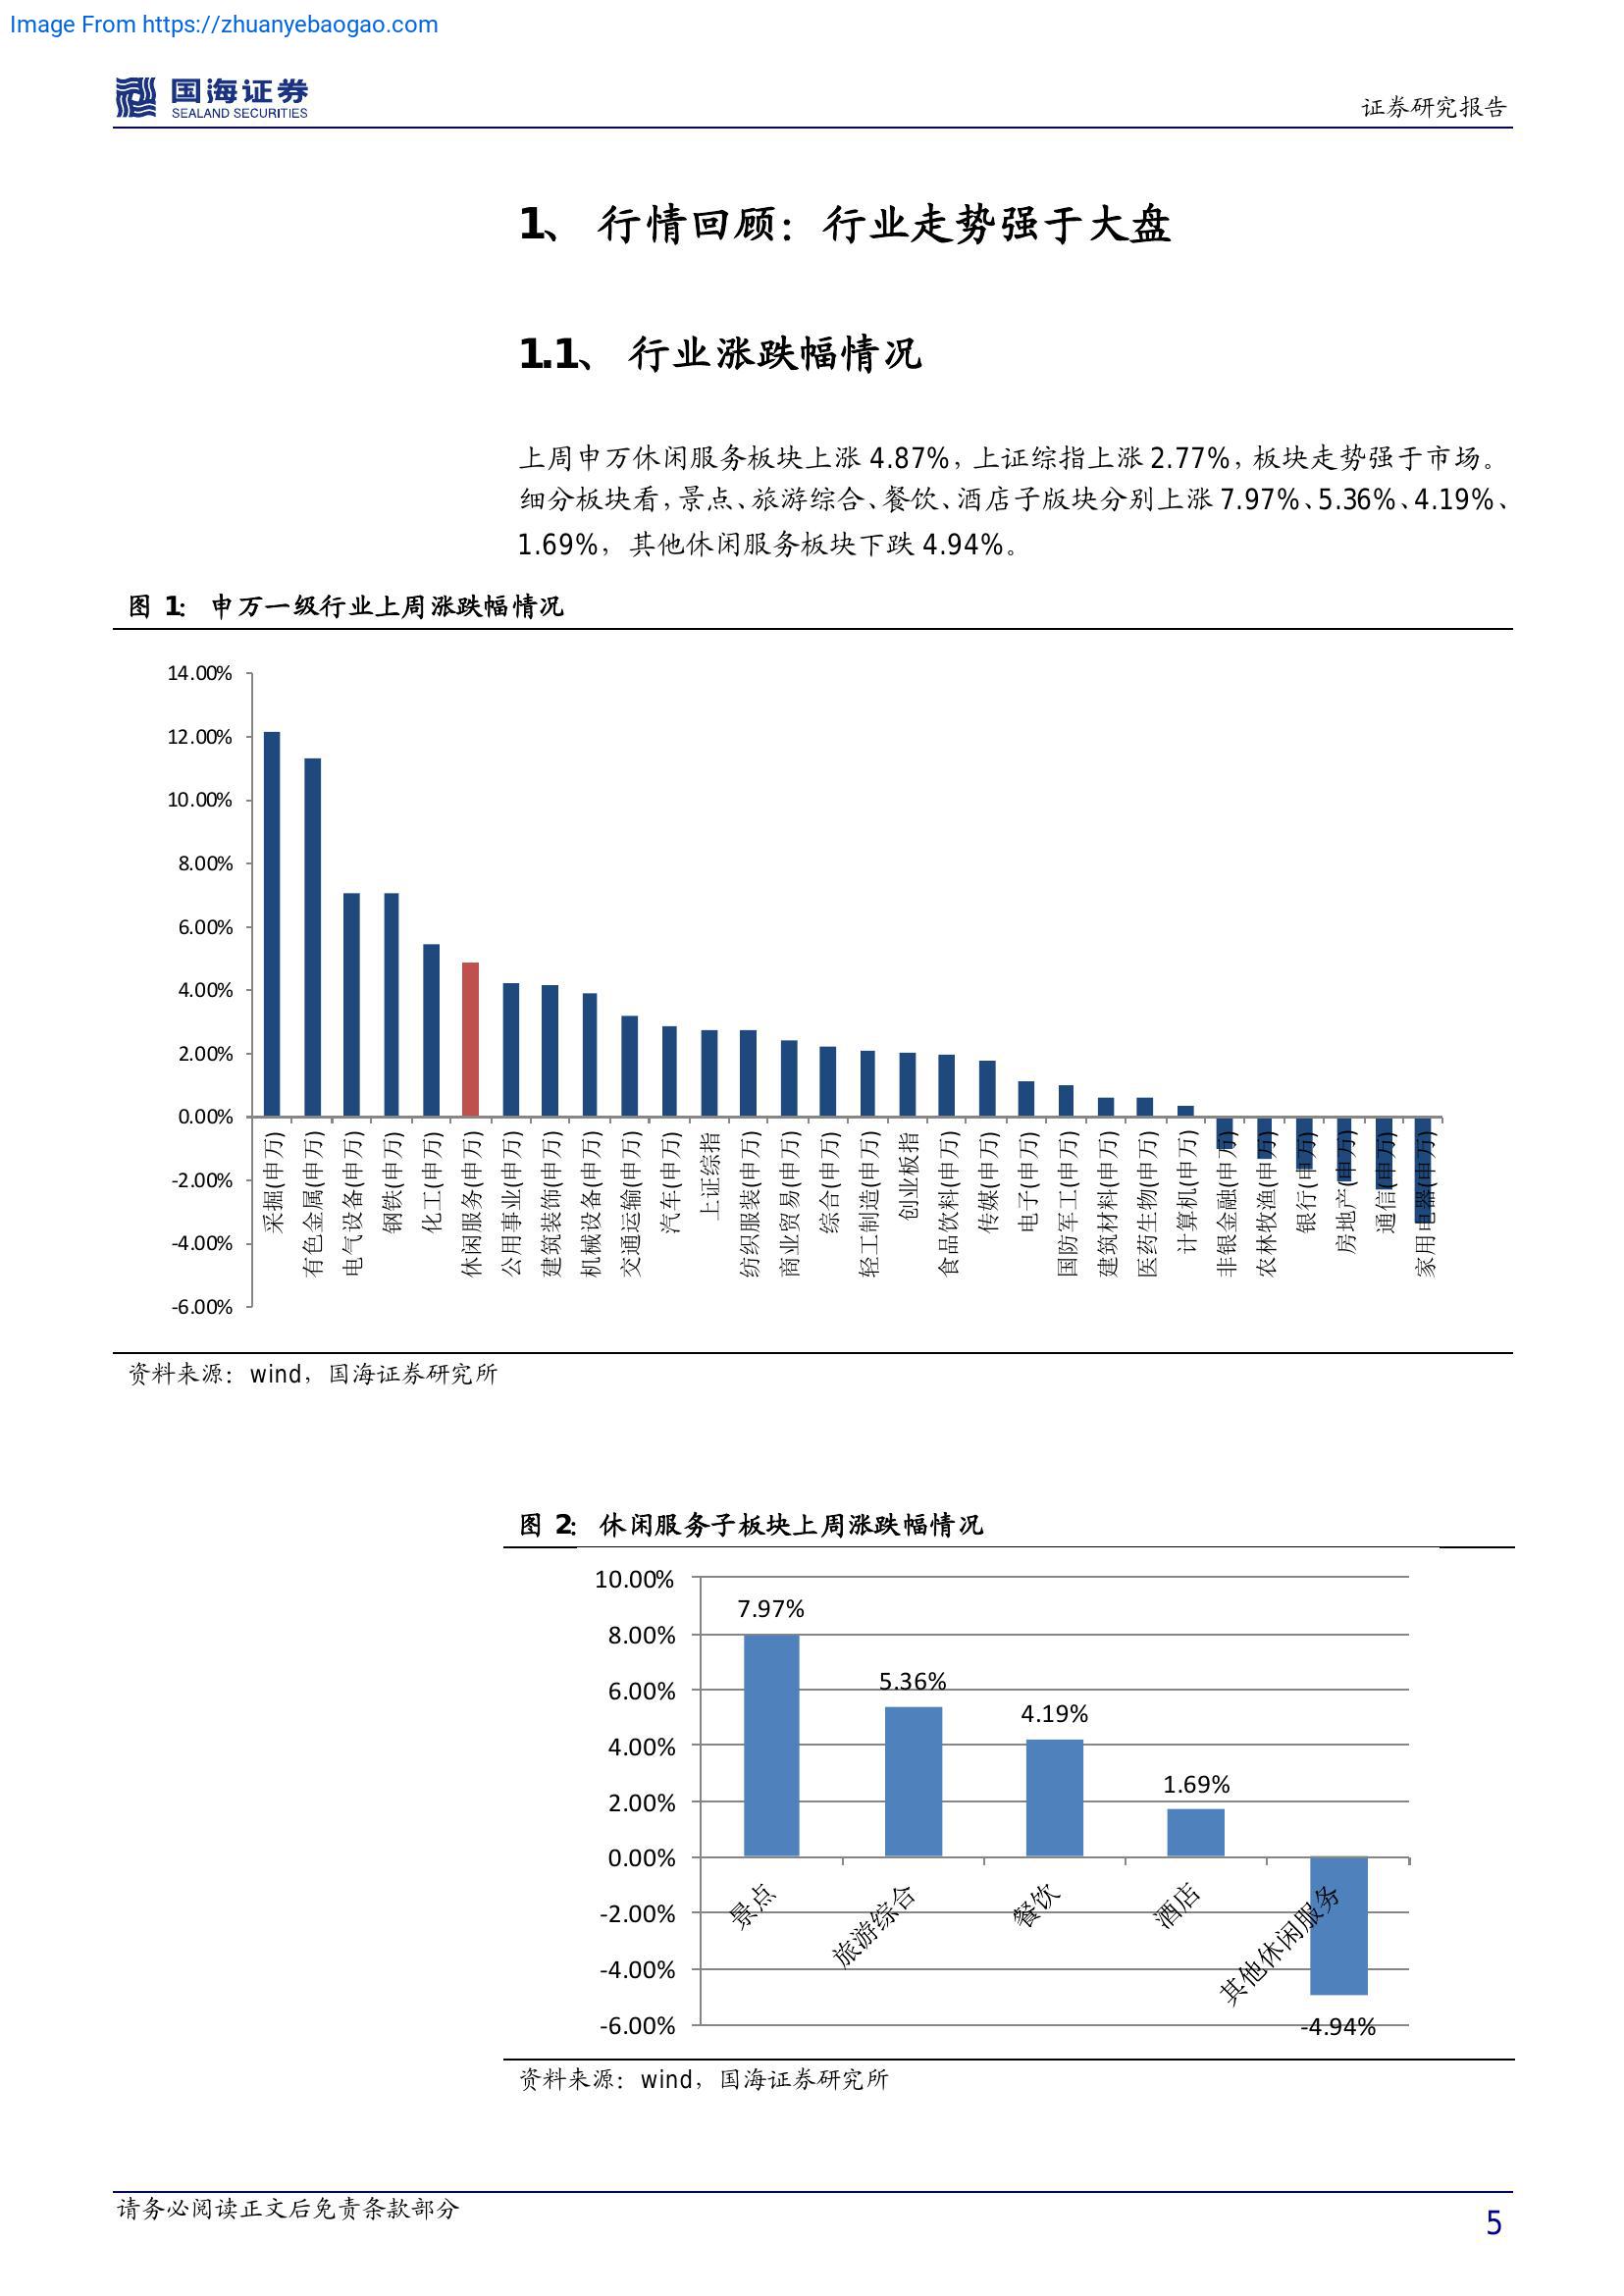 Image From https://zhuanyebaogao.com
国海证券
SEALAND SECURITIES
证券研究报告
1、 行情回顾：行业走势强于大盘
1.1、 行业涨跌幅情况
上周申万休闲服务板块上涨 4.87%，上证综指上涨 2.77%，板块走势强于市场。
细分板块看，景点、旅游综合、餐饮、酒店子版块分别上涨 7.97%、5.36%、4.19%、
1.69%，其他休闲服务板块下跌 4.94%。
图 1： 申万一级行业上周涨跌幅情况
14.00%
12.00%
10.00%
8.00%
6.00%
4.00%
2.00%
0.00%
-2.00%
-4.00%
-6.00%
采掘(申万)
有色金属(申万)
电气设备(申万)
钢铁(申万)
化工(申万)
休闲服务(申万)
公用事业(申万)
建筑装饰(申万)
机械设备(申万)
交通运输(申万)
汽车(申万)
上证综指
纺织服装(申万)
商业贸易(申万)
综合(申万)
轻工制造(申万)
创业板指
食品饮料(申万)
传媒(申万)
电子(申万)
国防军工(申万)
建筑材料(申万)
医药生物(申万)
计算机(申万)
非银金融(申万)
农林牧渔(申万)
银行(申万)
房地产(申万)
通信(申万)
家用电器(申万)
资料来源：wind，国海证券研究所
图 2： 休闲服务子板块上周涨跌幅情况
10.00%
8.00%
6.00%
4.00%
2.00%
0.00%
-2.00%
-4.00%
-6.00%
7.97%
5.36%
4.19%
1.69%
-4.94%
景点
旅游综合
餐饮
酒店
其他休闲服务
资料来源：wind，国海证券研究所
请务必阅读正文后免责条款部分
5